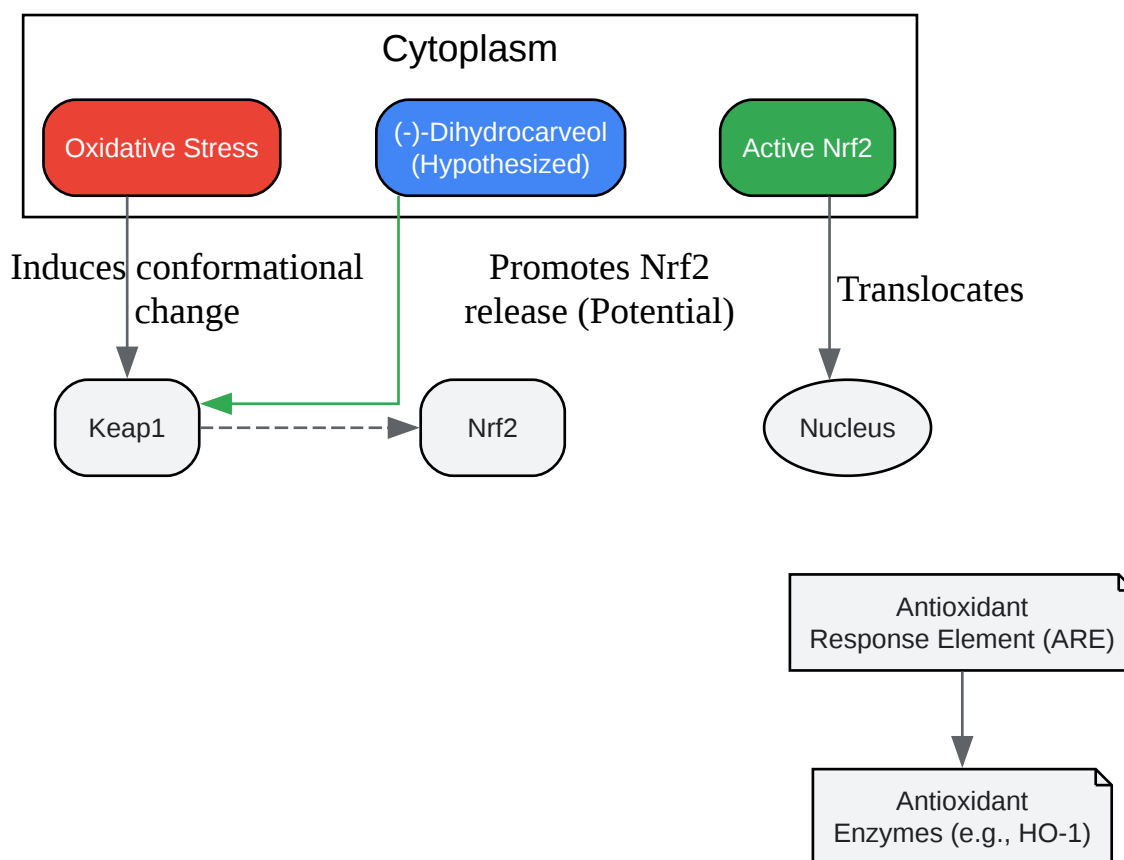 Cytoplasm
Oxidative Stress
(-)-Dihydrocarveol
(Hypothesized)
Active Nrf2
Induces conformational
change
Promotes Nrf2
release (Potential)
Translocates
Keap1
Nrf2
Nucleus
Antioxidant
Response Element (ARE)
Antioxidant
Enzymes (e.g., HO-1)